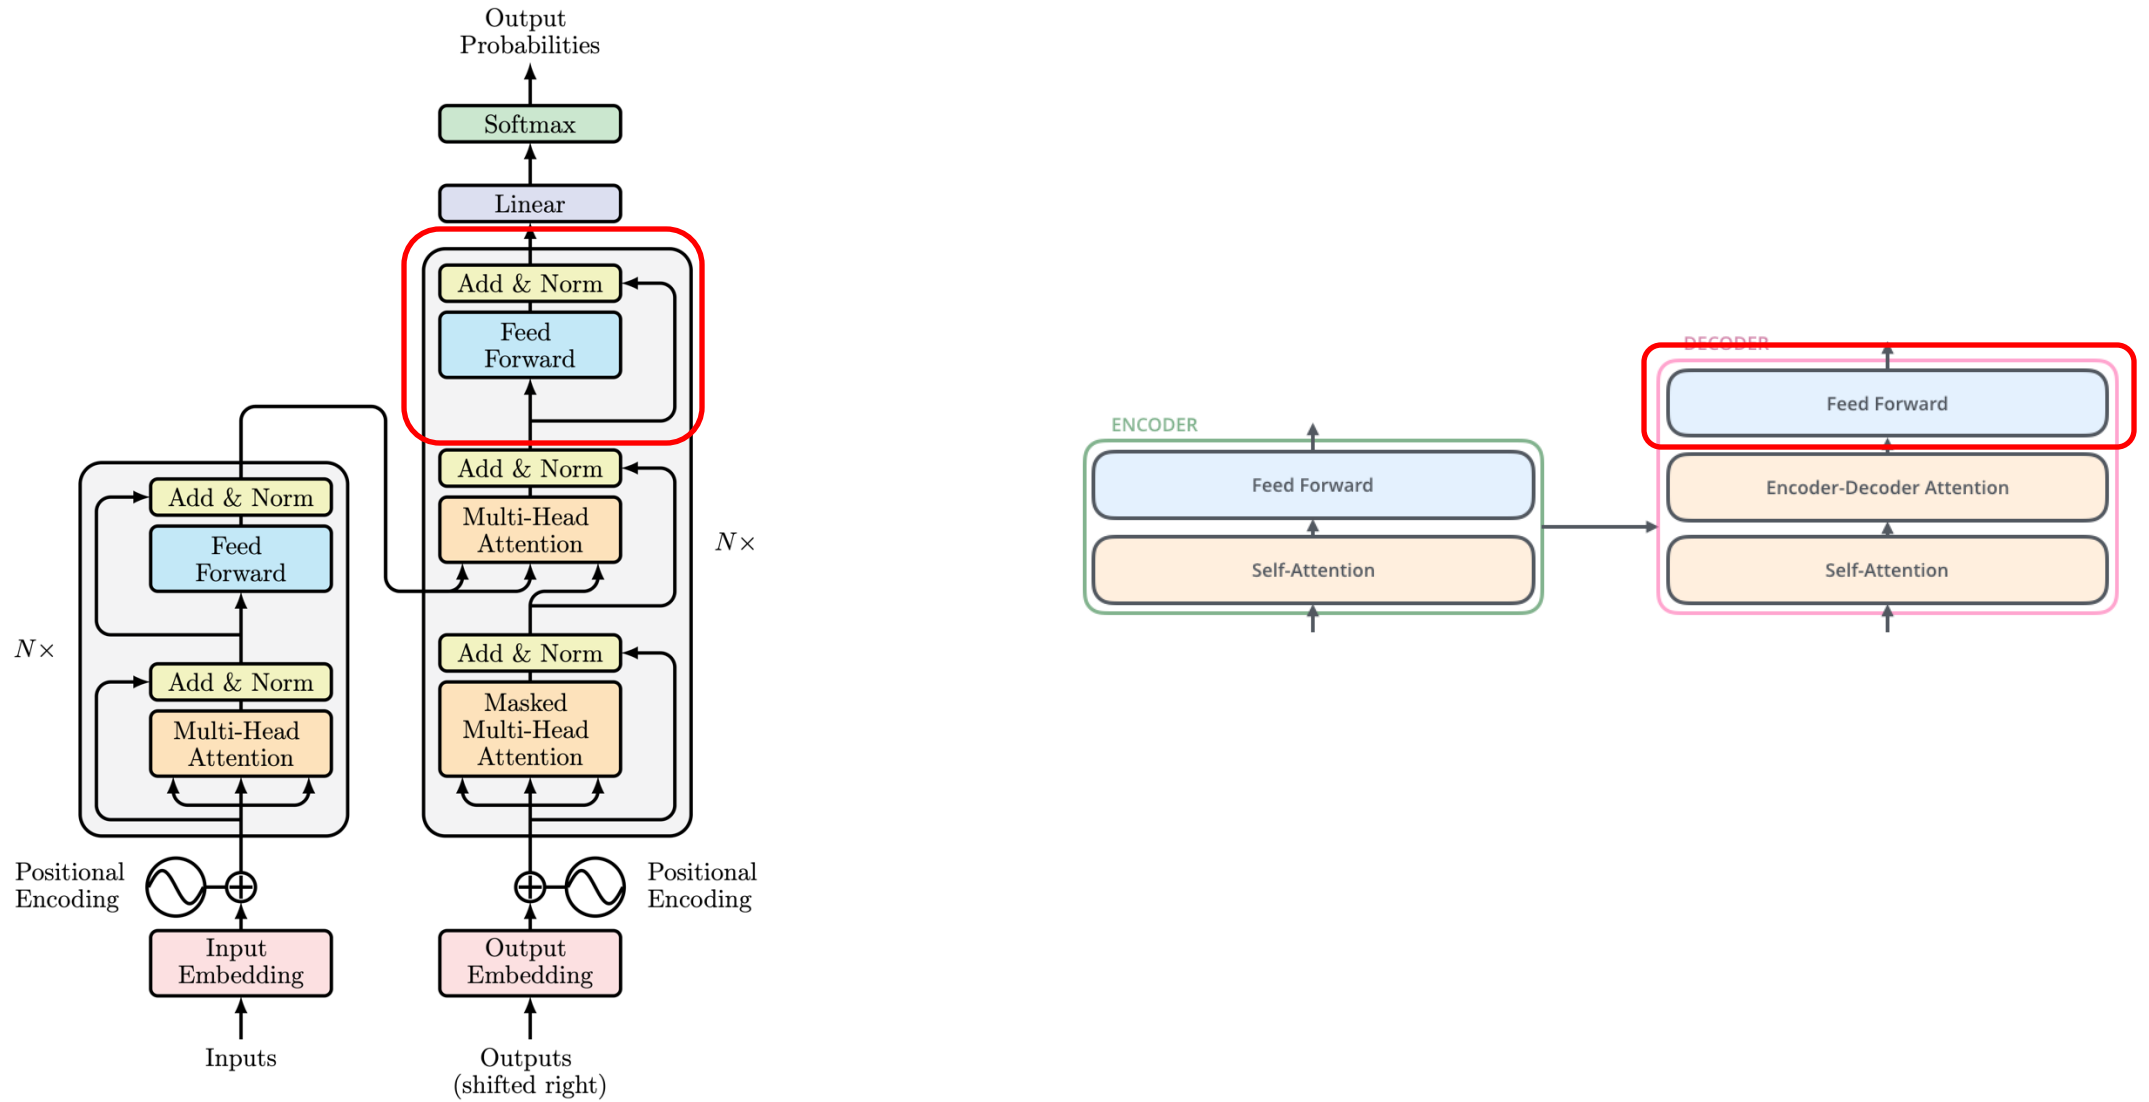 Output
Probabilities
Softmax
Linear
Add & Norm
Feed
Forward
Add & Norm
Multi-Head
Attention
N×
Add & Norm
Masked
Multi-Head
Attention
Add & Norm
Feed
Forward
N×
Add & Norm
Multi-Head
Attention
Positional
Encoding
Positional
Encoding
Input
Embedding
Output
Embedding
Inputs
Outputs
(shifted right)
ENCODER
Feed Forward
Self-Attention
DECODER
Feed Forward
Encoder-Decoder Attention
Self-Attention